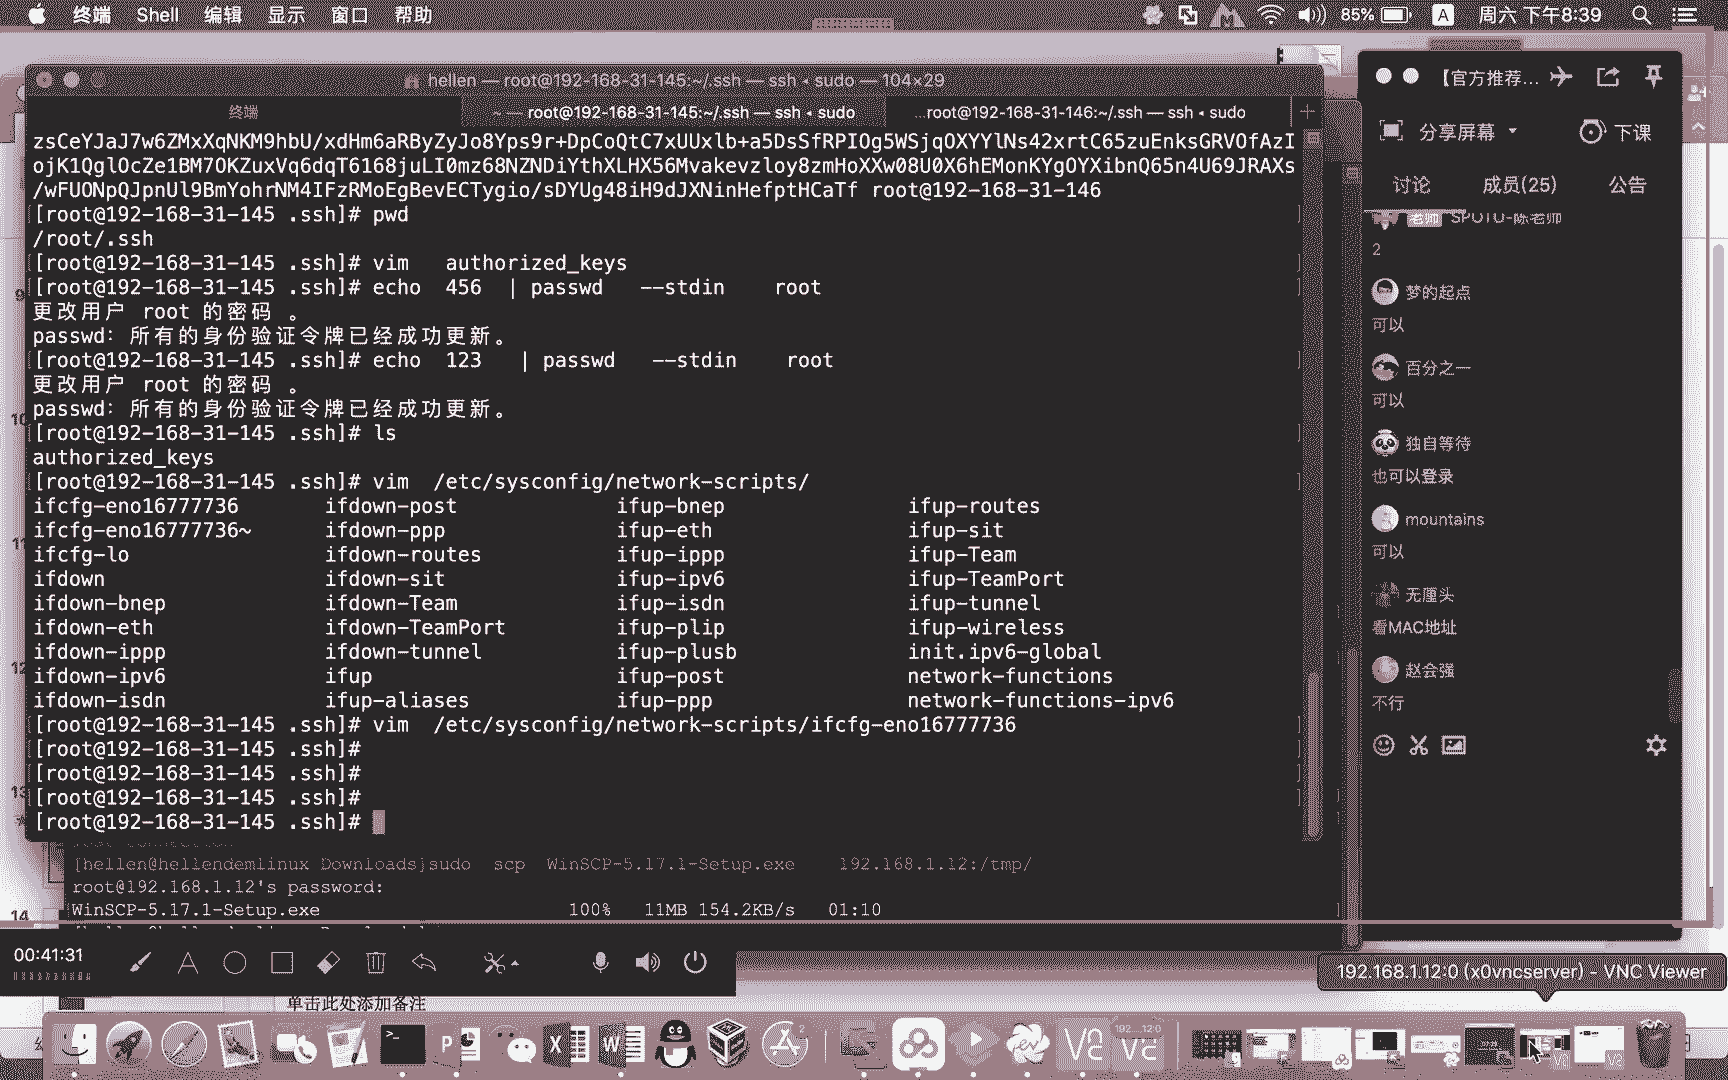 终端 Shell 编辑 显示 窗口 帮助 85% A 周六 下午8:39
hellen — root@192-168-31-145:~/.ssh — ssh ◂ sudo — 104×29
终端 ~ — root@192-168-31-145:~/.ssh — ssh ◂ sudo ...root@192-168-31-146:~/.ssh — ssh ◂ sudo +
zsCeYJaJ7w6ZMxXqNKM9hbU/xdHm6aRByZyJo8Yps9r+DpCoQtC7xUUxlb+a5DsSfRPIOg5WSjqOXYYlNs42xrtC65zuEnksGRVOfAzI
ojK1QglOcZe1BM7OKZuxVq6dqT6168juLI0mz68NZNDiYthXLHX56Mvakevzloy8zmHoXXw08U0X6hEMonKYgOYXibnQ65n4U69JRAXs
/wFUONpQJpnUl9BmYohrNM4IFzRMoEgBevECTygio/sDYUg48iH9dJXNinHefptHCaTf root@192-168-31-146
[root@192-168-31-145 .ssh]# pwd
/root/.ssh
[root@192-168-31-145 .ssh]# vim   authorized_keys
[root@192-168-31-145 .ssh]# echo  456  | passwd   --stdin    root
更改用户 root 的密码 。
passwd：所有的身份验证令牌已经成功更新。
[root@192-168-31-145 .ssh]# echo  123   | passwd   --stdin    root
更改用户 root 的密码 。
passwd：所有的身份验证令牌已经成功更新。
[root@192-168-31-145 .ssh]# ls
authorized_keys
[root@192-168-31-145 .ssh]# vim  /etc/sysconfig/network-scripts/
ifcfg-eno16777736       ifdown-post             ifup-bnep               ifup-routes
ifcfg-eno16777736~      ifdown-ppp              ifup-eth                ifup-sit
ifcfg-lo                ifdown-routes           ifup-ippp               ifup-Team
ifdown                  ifdown-sit              ifup-ipv6               ifup-TeamPort
ifdown-bnep             ifdown-Team             ifup-isdn               ifup-tunnel
ifdown-eth              ifdown-TeamPort         ifup-plip               ifup-wireless
ifdown-ippp             ifdown-tunnel           ifup-plusb              init.ipv6-global
ifdown-ipv6             ifup                    ifup-post               network-functions
ifdown-isdn             ifup-aliases            ifup-ppp                network-functions-ipv6
[root@192-168-31-145 .ssh]# vim  /etc/sysconfig/network-scripts/ifcfg-eno16777736
[root@192-168-31-145 .ssh]#
[root@192-168-31-145 .ssh]#
[root@192-168-31-145 .ssh]#
[root@192-168-31-145 .ssh]#
[hellen@hellendemlinux Downloads]sudo  scp  WinSCP-5.17.1-Setup.exe    192.168.1.12:/tmp/
root@192.168.1.12's password:
WinSCP-5.17.1-Setup.exe 100% 11MB 154.2KB/s 01:10
14
00:41:31
单击此处添加备注
【官方推荐...
分享屏幕 下课
讨论 成员(25) 公告
老师 SPOTO-陈老师
2
梦的起点
可以
百分之一
可以
独自等待
也可以登录
mountains
可以
无厘头
看MAC地址
赵会强
不行
192.168.1.12:0 (x0vncserver) - VNC Viewer